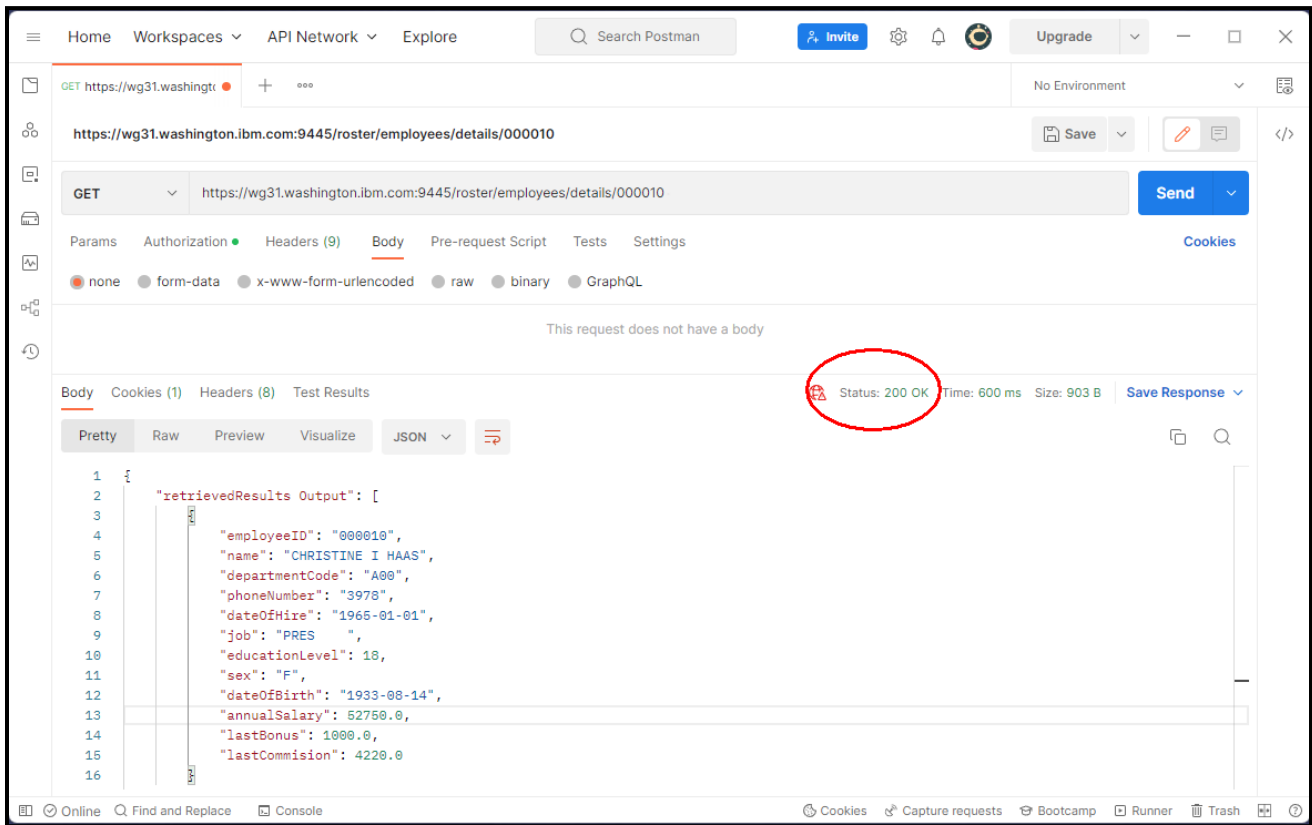 Home Workspaces API Network Explore Search Postman Invite Upgrade
GET https://wg31.washingt No Environment
https://wg31.washington.ibm.com:9445/roster/employees/details/000010 Save
GET https://wg31.washington.ibm.com:9445/roster/employees/details/000010 Send
Params Authorization Headers (9) Body Pre-request Script Tests Settings Cookies
none form-data x-www-form-urlencoded raw binary GraphQL
This request does not have a body
Body Cookies (1) Headers (8) Test Results Status: 200 OK Time: 600 ms Size: 903 B Save Response
Pretty Raw Preview Visualize JSON
1 {
2 "retrievedResults Output": [
3 {
4 "employeeID": "000010",
5 "name": "CHRISTINE I HAAS",
6 "departmentCode": "A00",
7 "phoneNumber": "3978",
8 "dateOfHire": "1965-01-01",
9 "job": "PRES    ",
10 "educationLevel": 18,
11 "sex": "F",
12 "dateOfBirth": "1933-08-14",
13 "annualSalary": 52750.0,
14 "lastBonus": 1000.0,
15 "lastCommision": 4220.0
16 }
Online Find and Replace Console Cookies Capture requests Bootcamp Runner Trash